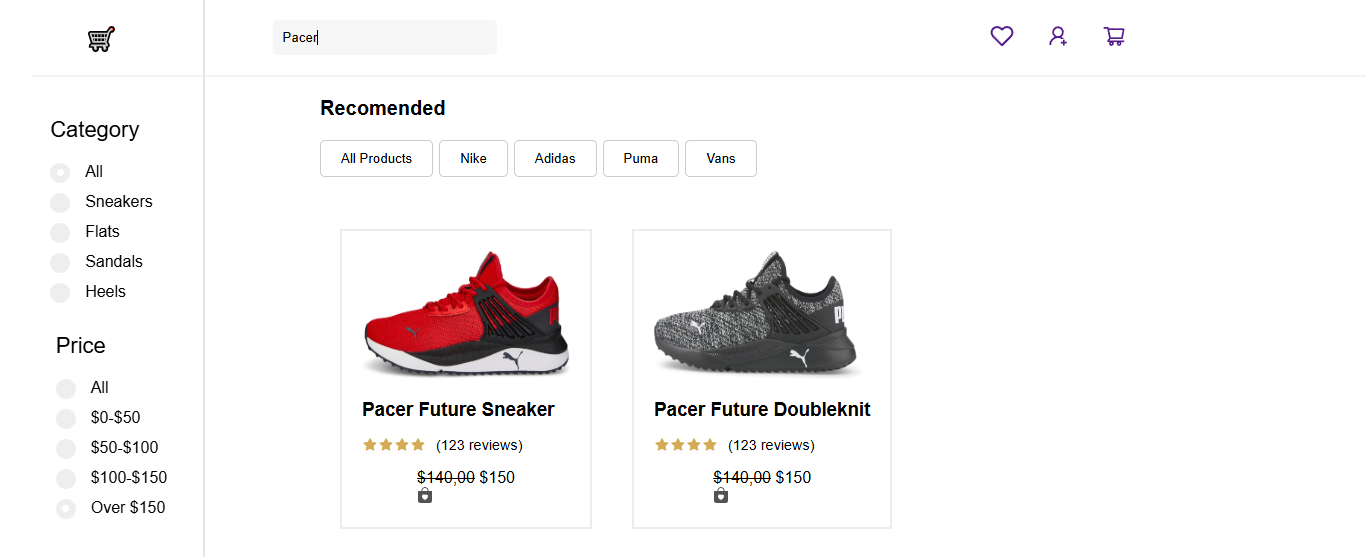 Pacer
Category
All
Sneakers
Flats
Sandals
Heels
Price
All
$0-$50
$50-$100
$100-$150
Over $150
Recomended
All Products
Nike
Adidas
Puma
Vans
Pacer Future Sneaker
(123 reviews)
$140,00 $150
Pacer Future Doubleknit
(123 reviews)
$140,00 $150